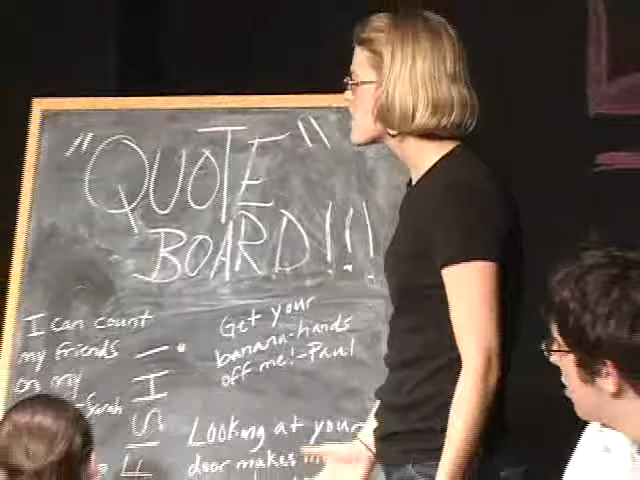 "QUOTE"
BOARD!!!
I can count
my friends
on my
-Sarah
FISH!
Get your
banana-hands
off me!-Paul
Looking at your
door makes